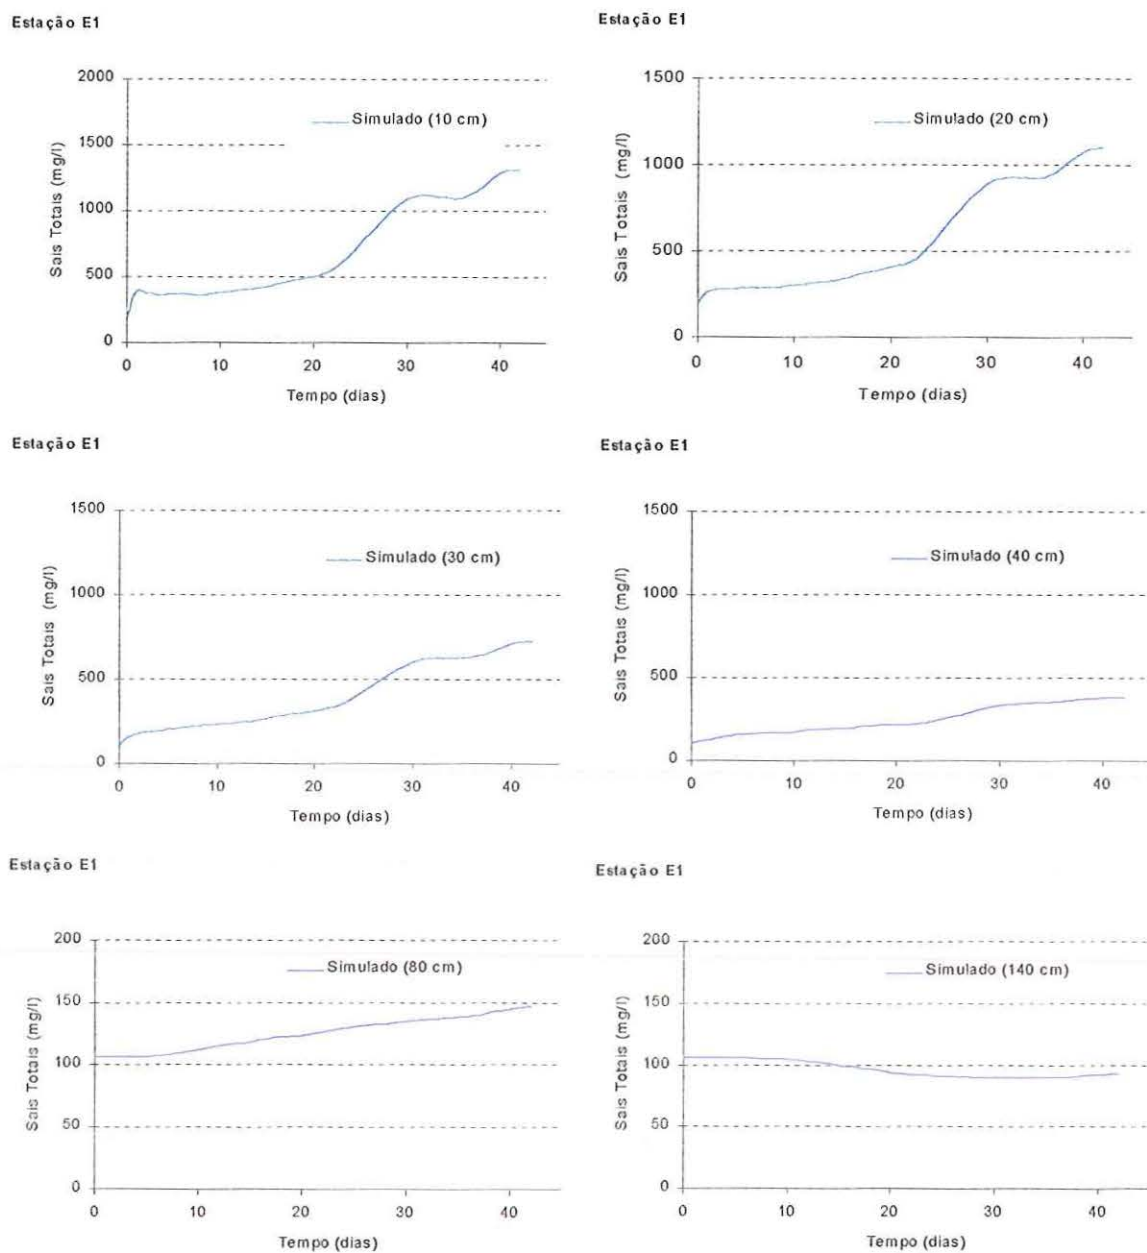 Estação E1
Sais Totais (mg/l)
2000
1500
1000
500
0
Simulado (10 cm)
0 10 20 30 40
Tempo (dias)
Estação E1
Sais Totais (mg/l)
1500
1000
500
0
Simulado (20 cm)
0 10 20 30 40
Tempo (dias)
Estação E1
Sais Totais (mg/l)
1500
1000
500
0
Simulado (30 cm)
0 10 20 30 40
Tempo (dias)
Estação E1
Sais Totais (mg/l)
1500
1000
500
0
Simulado (40 cm)
0 10 20 30 40
Tempo (dias)
Estação E1
Sais Totais (mg/l)
200
150
100
50
0
Simulado (80 cm)
0 10 20 30 40
Tempo (dias)
Estação E1
Sais Totais (mg/l)
200
150
100
50
0
Simulado (140 cm)
0 10 20 30 40
Tempo (dias)